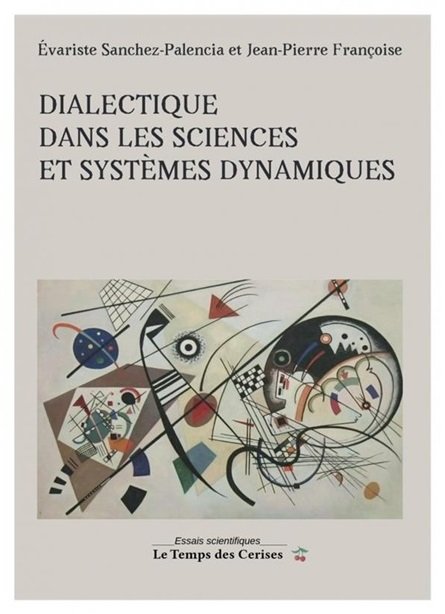 Évariste Sanchez-Palencia et Jean-Pierre Françoise
DIALECTIQUE
DANS LES SCIENCES
ET SYSTÈMES DYNAMIQUES
Essais scientifiques
Le Temps des Cerises